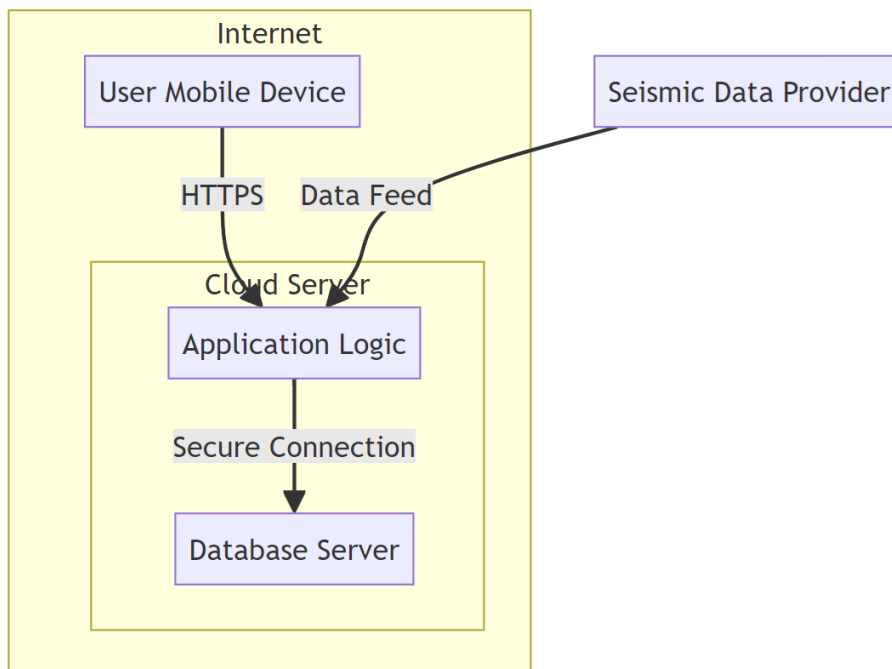 Internet
User Mobile Device
Seismic Data Provider
HTTPS
Data Feed
Cloud Server
Application Logic
Secure Connection
Database Server